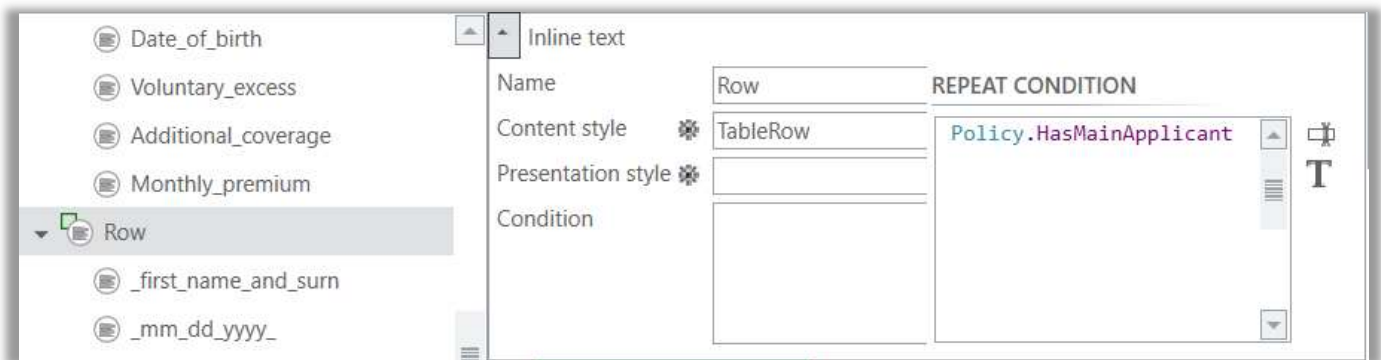 Date_of_birth
Voluntary_excess
Additional_coverage
Monthly_premium
Row
_first_name_and_surn
_mm_dd_yyyy_
Inline text
Name
Row
Content style
TableRow
Presentation style
Condition
REPEAT CONDITION
Policy.HasMainApplicant
T